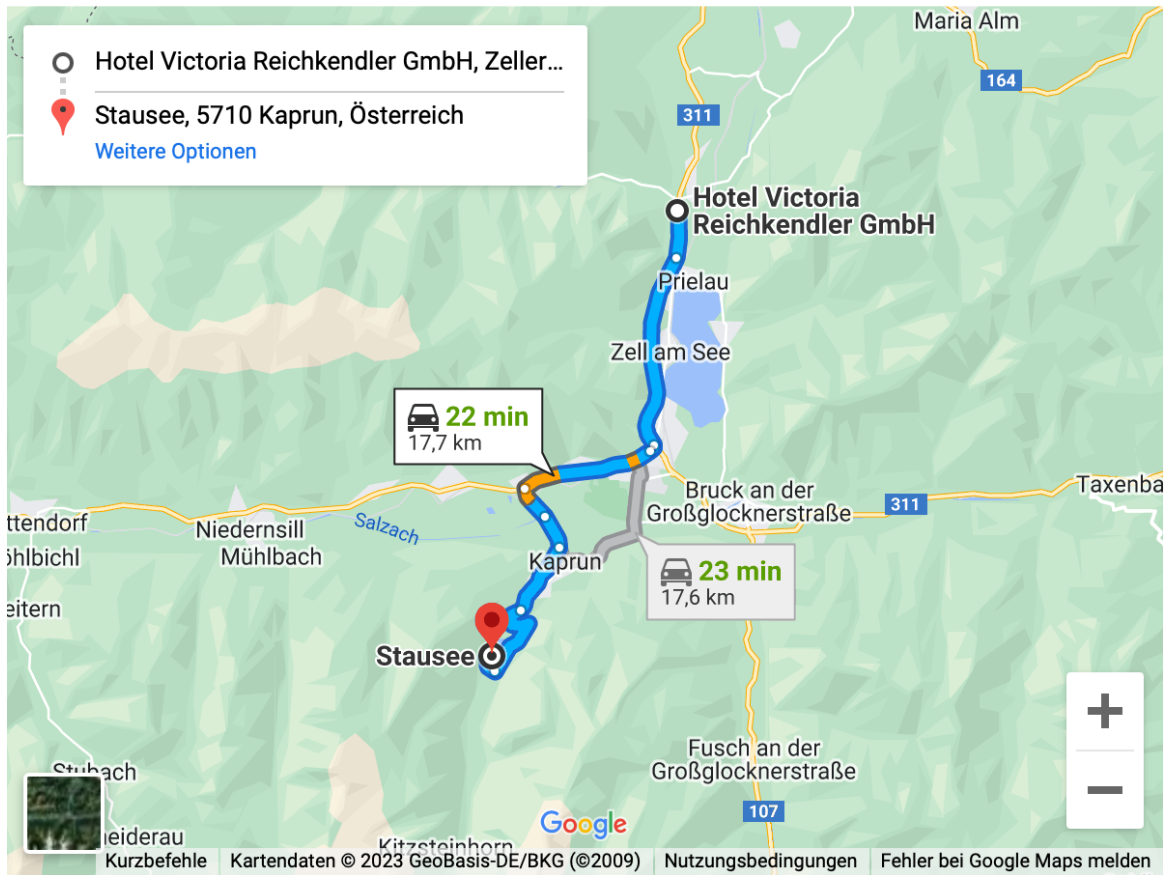 Maria Alm
Hotel Victoria Reichkendler GmbH, Zeller...
Stausee, 5710 Kaprun, Österreich
Weitere Optionen
164
311
Hotel Victoria
Reichkendler GmbH
Prielau
Zell am See
22 min
17,7 km
Taxenba
Bruck an der
Großglocknerstraße
311
ttendorf
Niedernsill
Salzach
öhlbichl
Mühlbach
Kaprun
23 min
17,6 km
eitern
Stausee
Fusch an der
Großglocknerstraße
Stubach
107
Google
neiderau
Kitzsteinhorn
Kurzbefehle
Kartendaten © 2023 GeoBasis-DE/BKG (©2009)
Nutzungsbedingungen
Fehler bei Google Maps melden